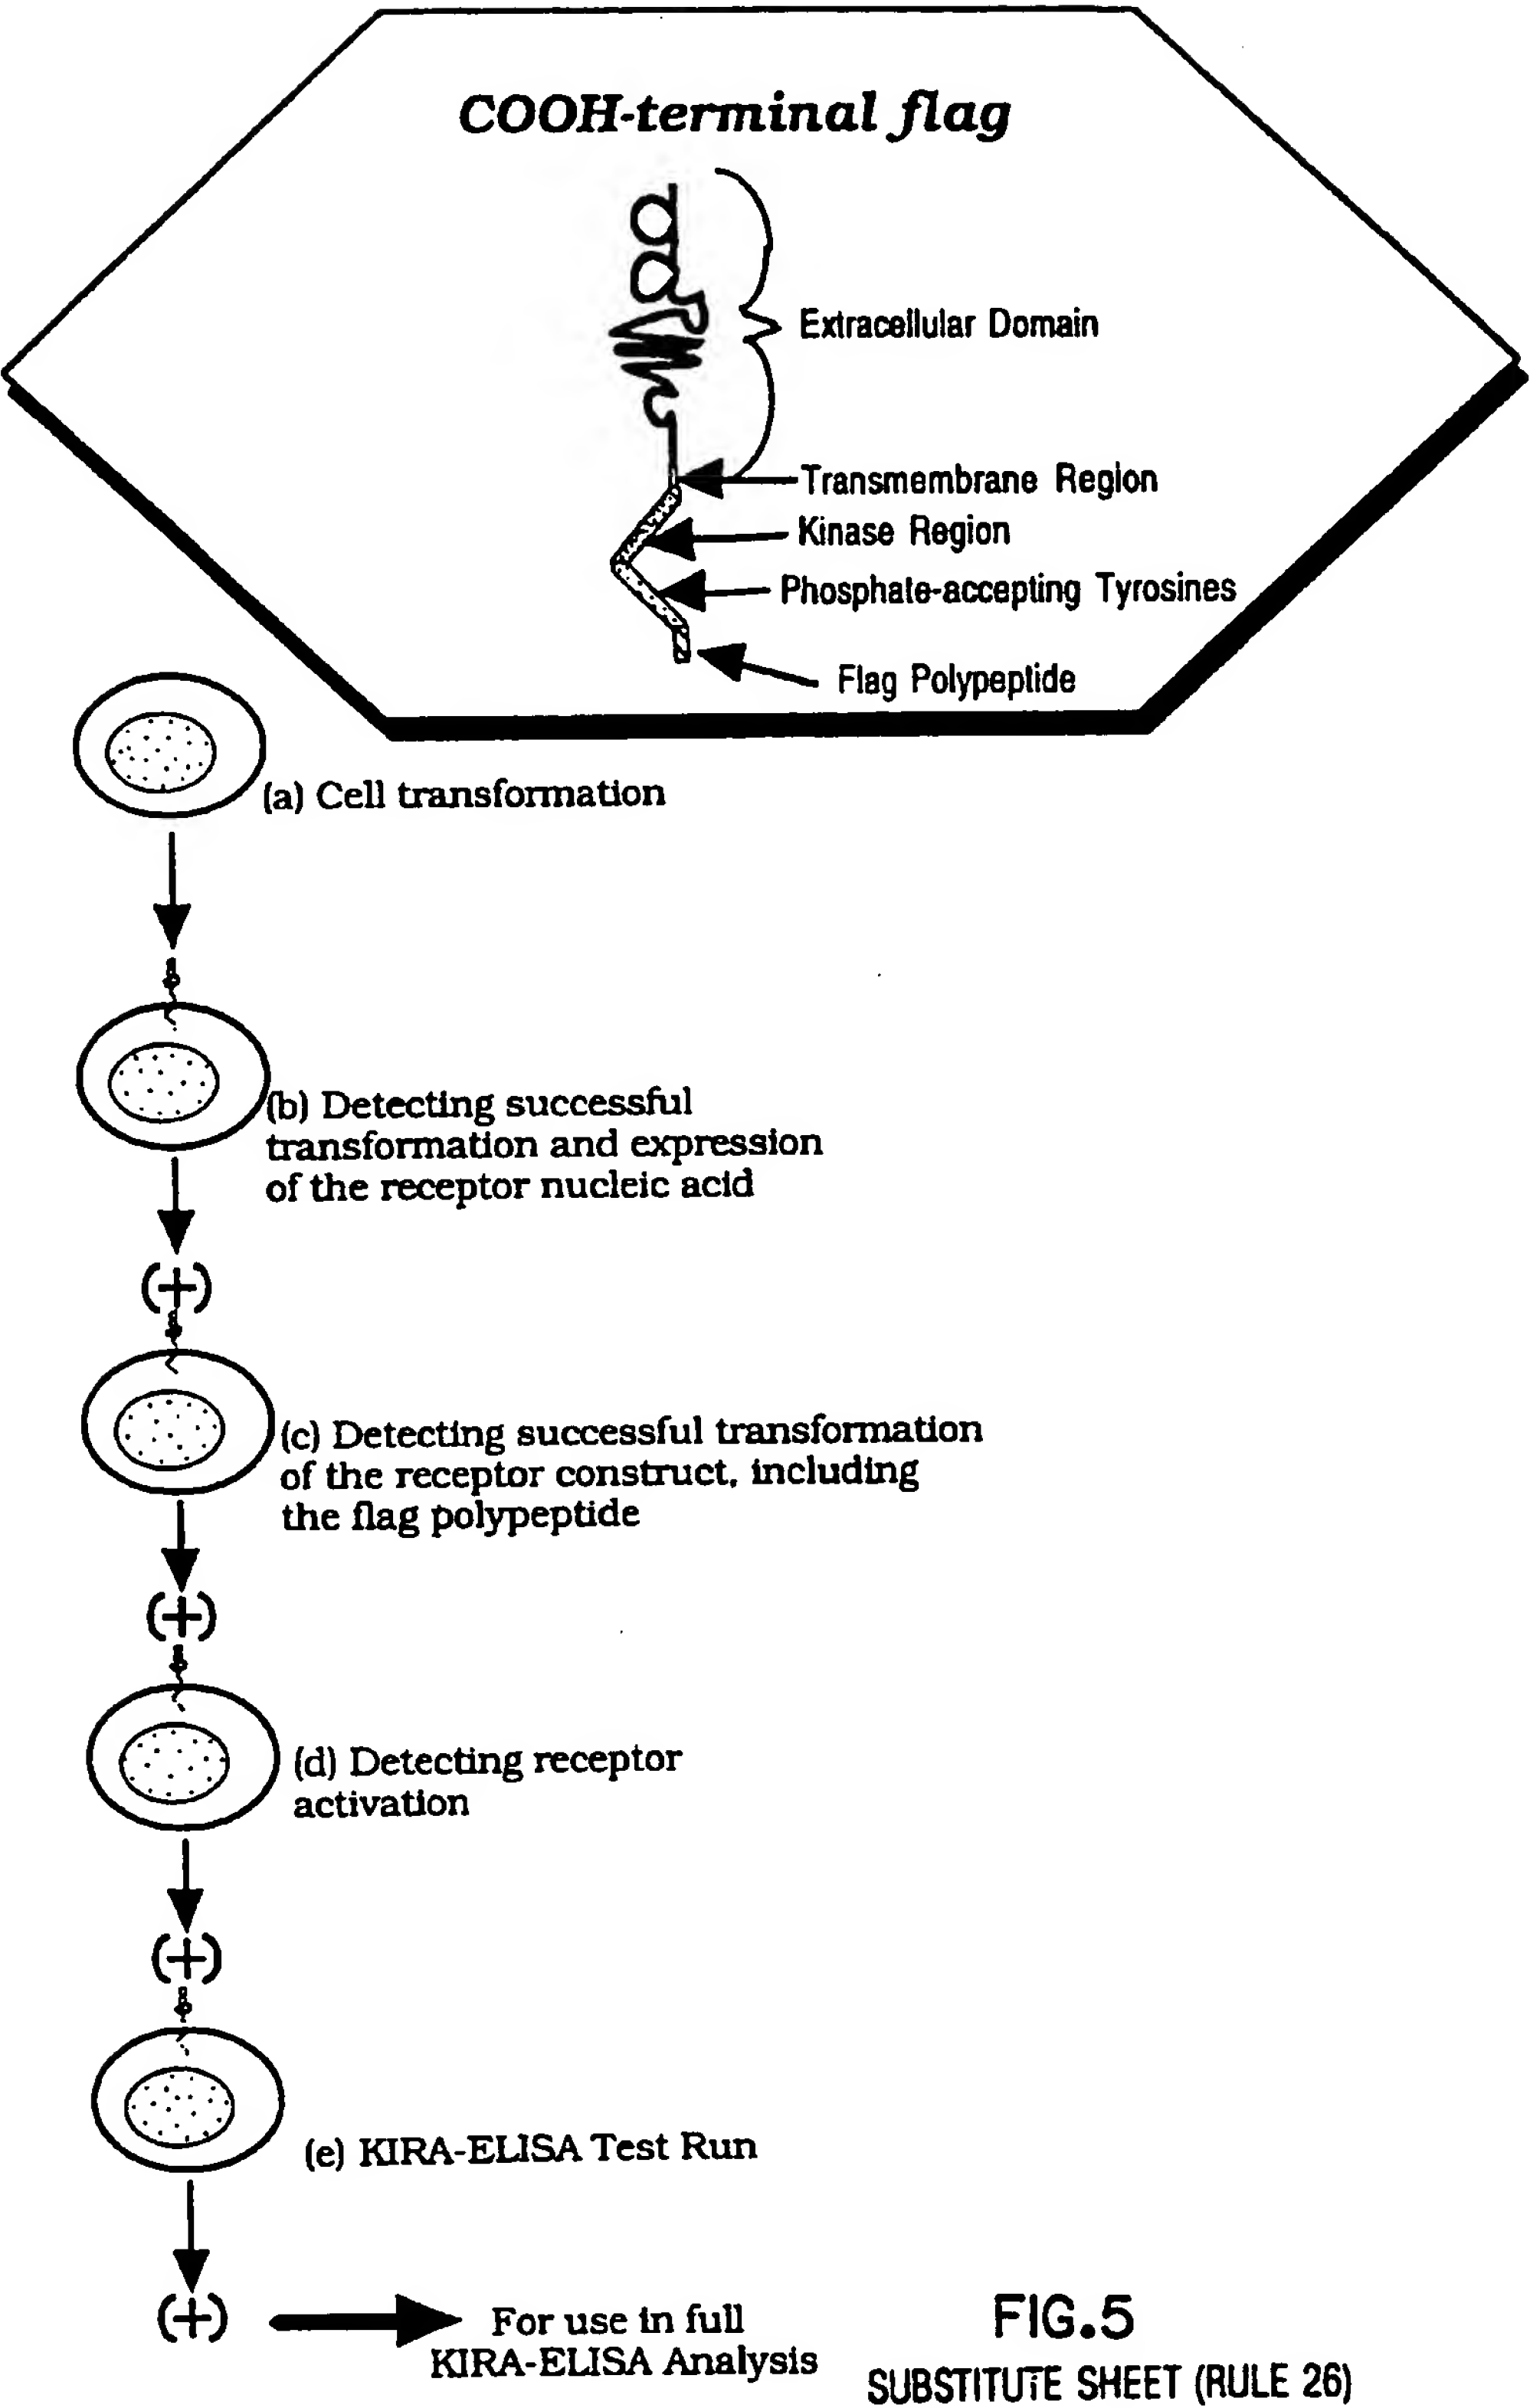 COOH-terminal flag
Extracellular Domain
Transmembrane Region
Kinase Region
Phosphate-accepting Tyrosines
Flag Polypeptide
(a) Cell transformation
(b) Detecting successful
transformation and expression
of the receptor nucleic acid
(+)
(c) Detecting successful transformation
of the receptor construct, including
the flag polypeptide
(+)
(d) Detecting receptor
activation
(+)
(e) KIRA-ELISA Test Run
(+)
For use in full
KIRA-ELISA Analysis
FIG.5
SUBSTITUTE SHEET (RULE 26)